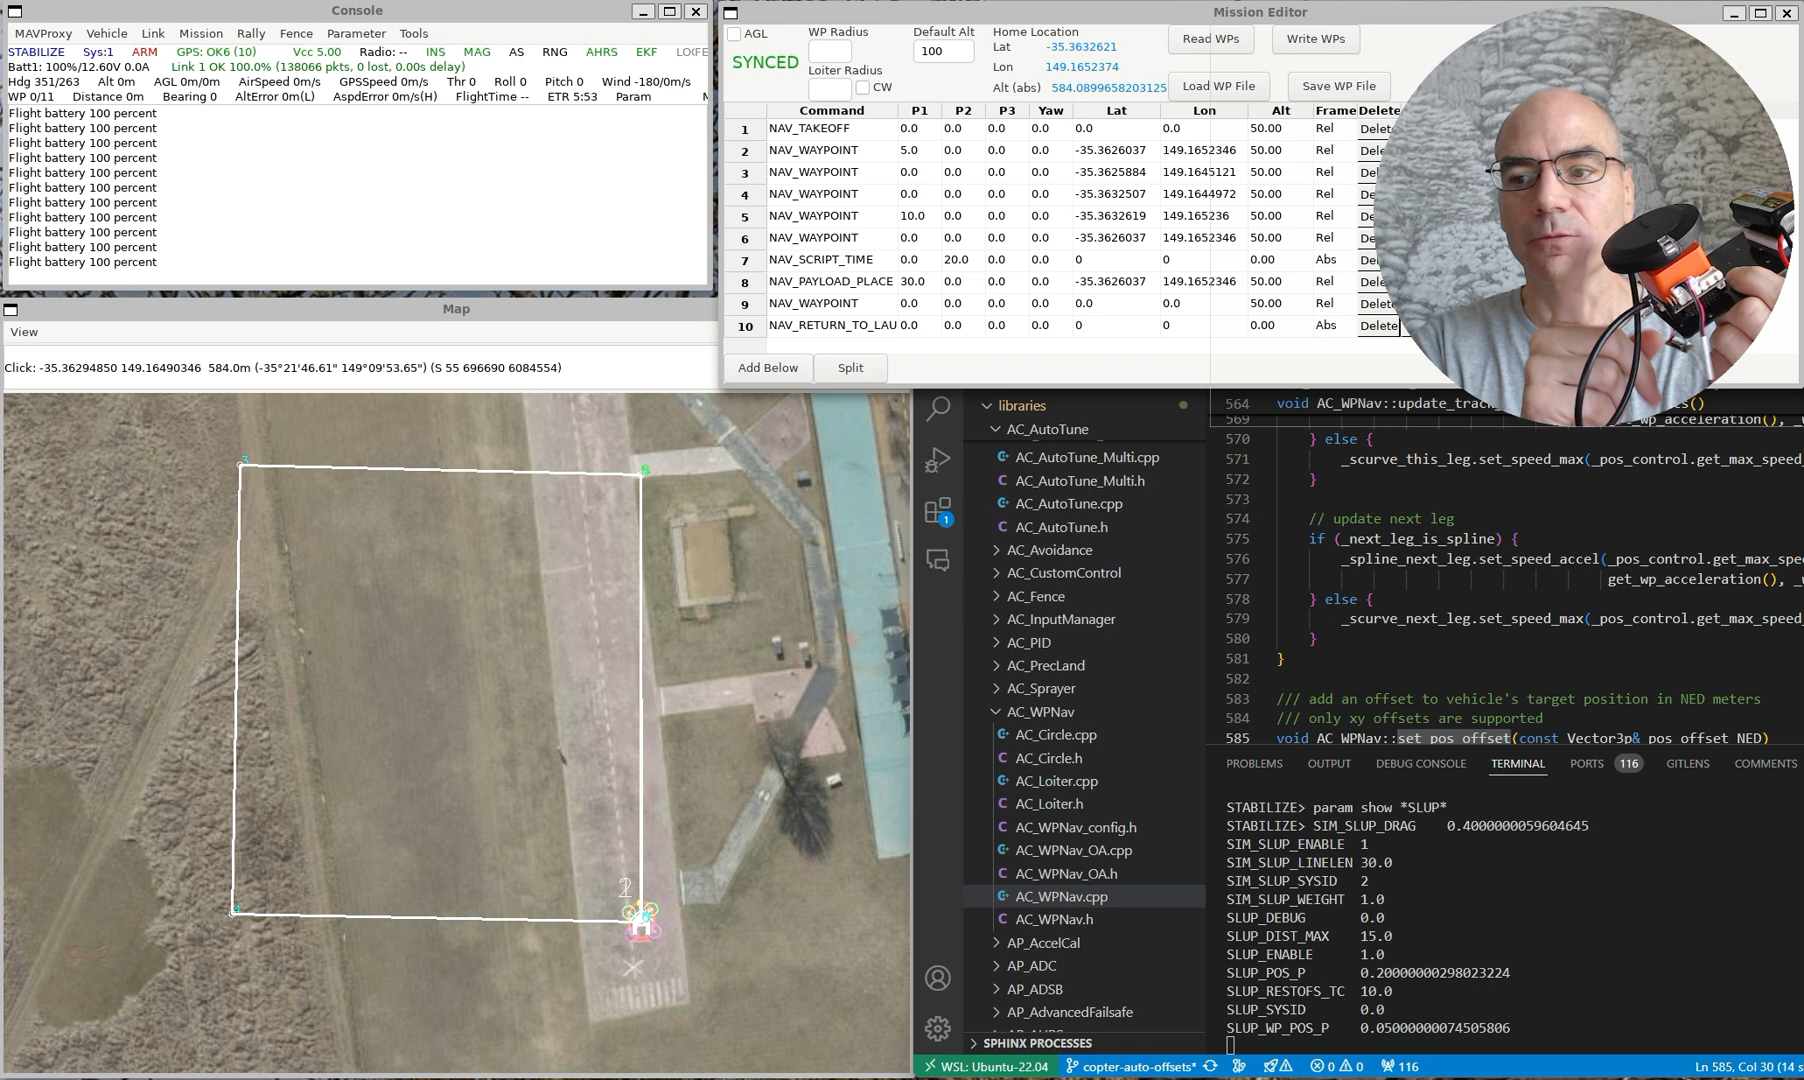 Console
MAVProxy Vehicle Link Mission Rally Fence Parameter Tools
STABILIZE Sys:1 ARM GPS: OK6 (10) Vcc 5.00 Radio: -- INS MAG AS RNG AHRS EKF
Batt1: 100%/12.60V 0.0A Link 1 OK 100.0% (138066 pkts, 0 lost, 0.00s delay)
Hdg 351/263 Alt 0m AGL 0m/0m AirSpeed 0m/s GPSSpeed 0m/s Thr 0 Roll 0 Pitch 0 Wind -180/0m/s
WP 0/11 Distance 0m Bearing 0 AltError 0m(L) AspdError 0m/s(H) FlightTime -- ETR 5:53 Param
Flight battery 100 percent
Flight battery 100 percent
Flight battery 100 percent
Flight battery 100 percent
Flight battery 100 percent
Flight battery 100 percent
Flight battery 100 percent
Flight battery 100 percent
Flight battery 100 percent
Flight battery 100 percent
Flight battery 100 percent
Mission Editor
AGL WP Radius Default Alt Home Location Read WPs Write WPs
100 Lat -35.3632621
SYNCED Lon 149.1652374
Loiter Radius CW Alt (abs) 584.0899658203125 Load WP File Save WP File
Command P1 P2 P3 Yaw Lat Lon Alt Frame Delete
1 NAV_TAKEOFF 0.0 0.0 0.0 0.0 0.0 0.0 50.00 Rel Delet
2 NAV_WAYPOINT 5.0 0.0 0.0 0.0 -35.3626037 149.1652346 50.00 Rel Dele
3 NAV_WAYPOINT 0.0 0.0 0.0 0.0 -35.3625884 149.1645121 50.00 Rel Dele
4 NAV_WAYPOINT 0.0 0.0 0.0 0.0 -35.3632507 149.1644972 50.00 Rel Del
5 NAV_WAYPOINT 10.0 0.0 0.0 0.0 -35.3632619 149.165236 50.00 Rel De
6 NAV_WAYPOINT 0.0 0.0 0.0 0.0 -35.3626037 149.1652346 50.00 Rel De
7 NAV_SCRIPT_TIME 0.0 20.0 0.0 0.0 0 0 0.00 Abs De
8 NAV_PAYLOAD_PLACE 30.0 0.0 0.0 0.0 -35.3626037 149.1652346 50.00 Rel Del
9 NAV_WAYPOINT 0.0 0.0 0.0 0.0 0.0 0.0 50.00 Rel Delet
10 NAV_RETURN_TO_LAU 0.0 0.0 0.0 0.0 0 0 0.00 Abs Delete
Add Below Split
Map
View
Click: -35.36294850 149.16490346 584.0m (-35°21'46.61" 149°09'53.65") (S 55 696690 6084554)
3
4
2
libraries
AC_AutoTune
AC_AutoTune_Multi.cpp
AC_AutoTune_Multi.h
AC_AutoTune.cpp
AC_AutoTune.h
AC_Avoidance
AC_CustomControl
AC_Fence
AC_InputManager
AC_PID
AC_PrecLand
AC_Sprayer
AC_WPNav
AC_Circle.cpp
AC_Circle.h
AC_Loiter.cpp
AC_Loiter.h
AC_WPNav_config.h
AC_WPNav_OA.cpp
AC_WPNav_OA.h
AC_WPNav.cpp
AC_WPNav.h
AP_AccelCal
AP_ADC
AP_ADSB
AP_AdvancedFailsafe
SPHINX PROCESSES
1
564 void AC_WPNav::update_track_
569 wp_acceleration(),
570 } else {
571 _scurve_this_leg.set_speed_max(_pos_control.get_max_speed_
572 }
573
574 // update next leg
575 if (_next_leg_is_spline) {
576 _spline_next_leg.set_speed_accel(_pos_control.get_max_spe
577 get_wp_acceleration(),
578 } else {
579 _scurve_next_leg.set_speed_max(_pos_control.get_max_speed_
580 }
581 }
582
583 /// add an offset to vehicle's target position in NED meters
584 /// only xy offsets are supported
585 void AC_WPNav::set_pos_offset(const Vector3p& pos_offset_NED)
PROBLEMS OUTPUT DEBUG CONSOLE TERMINAL PORTS 116 GITLENS COMMENTS
STABILIZE> param show *SLUP*
STABILIZE> SIM_SLUP_DRAG 0.4000000059604645
SIM_SLUP_ENABLE 1
SIM_SLUP_LINELEN 30.0
SIM_SLUP_SYSID 2
SIM_SLUP_WEIGHT 1.0
SLUP_DEBUG 0.0
SLUP_DIST_MAX 15.0
SLUP_ENABLE 1.0
SLUP_POS_P 0.20000000298023224
SLUP_RESTOFS_TC 10.0
SLUP_SYSID 0.0
SLUP_WP_POS_P 0.05000000074505806
WSL: Ubuntu-22.04 copter-auto-offsets* 0 0 116 Ln 585, Col 30 (14 s